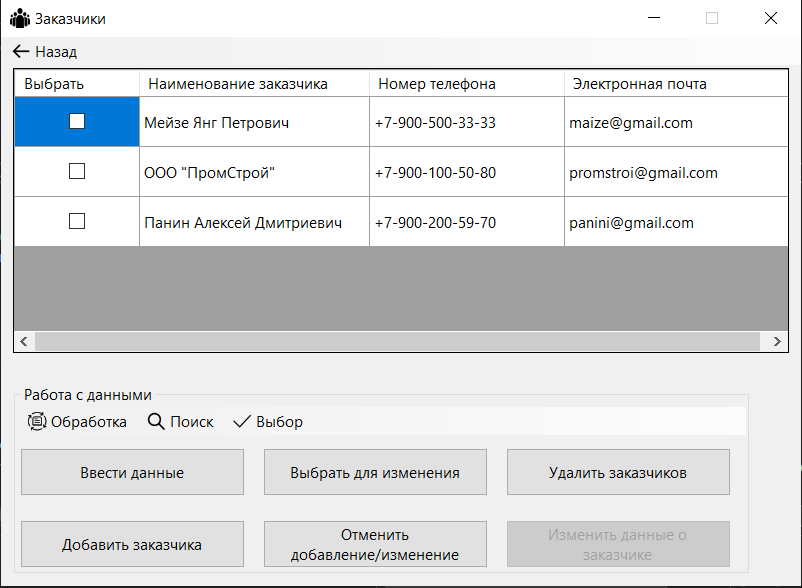 Заказчики
Назад
Выбрать Наименование заказчика Номер телефона Электронная почта
Мейзе Янг Петрович +7-900-500-33-33 maize@gmail.com
ООО "ПромСтрой" +7-900-100-50-80 promstroi@gmail.com
Панин Алексей Дмитриевич +7-900-200-59-70 panini@gmail.com
Работа с данными
Обработка Поиск Выбор
Ввести данные Выбрать для изменения Удалить заказчиков
Добавить заказчика
Отменить
добавление/изменение
Изменить данные о
заказчике